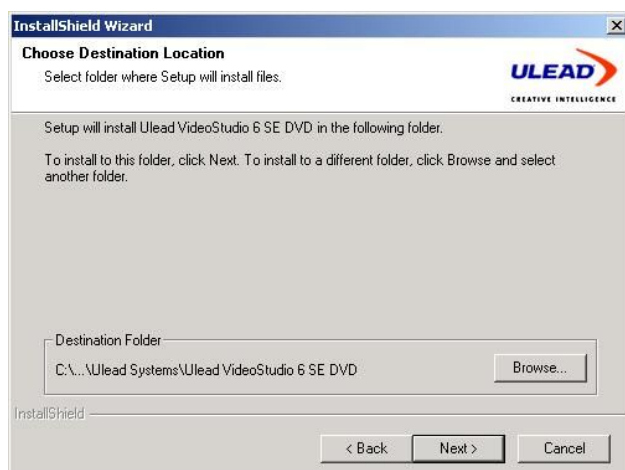 InstallShield Wizard
Choose Destination Location
Select folder where Setup will install files.
ULEAD
CREATIVE INTELLIGENCE
Setup will install Ulead VideoStudio 6 SE DVD in the following folder.
To install to this folder, click Next. To install to a different folder, click Browse and select
another folder.
Destination Folder
C:\...\Ulead Systems\Ulead VideoStudio 6 SE DVD
Browse...
InstallShield
< Back
Next >
Cancel